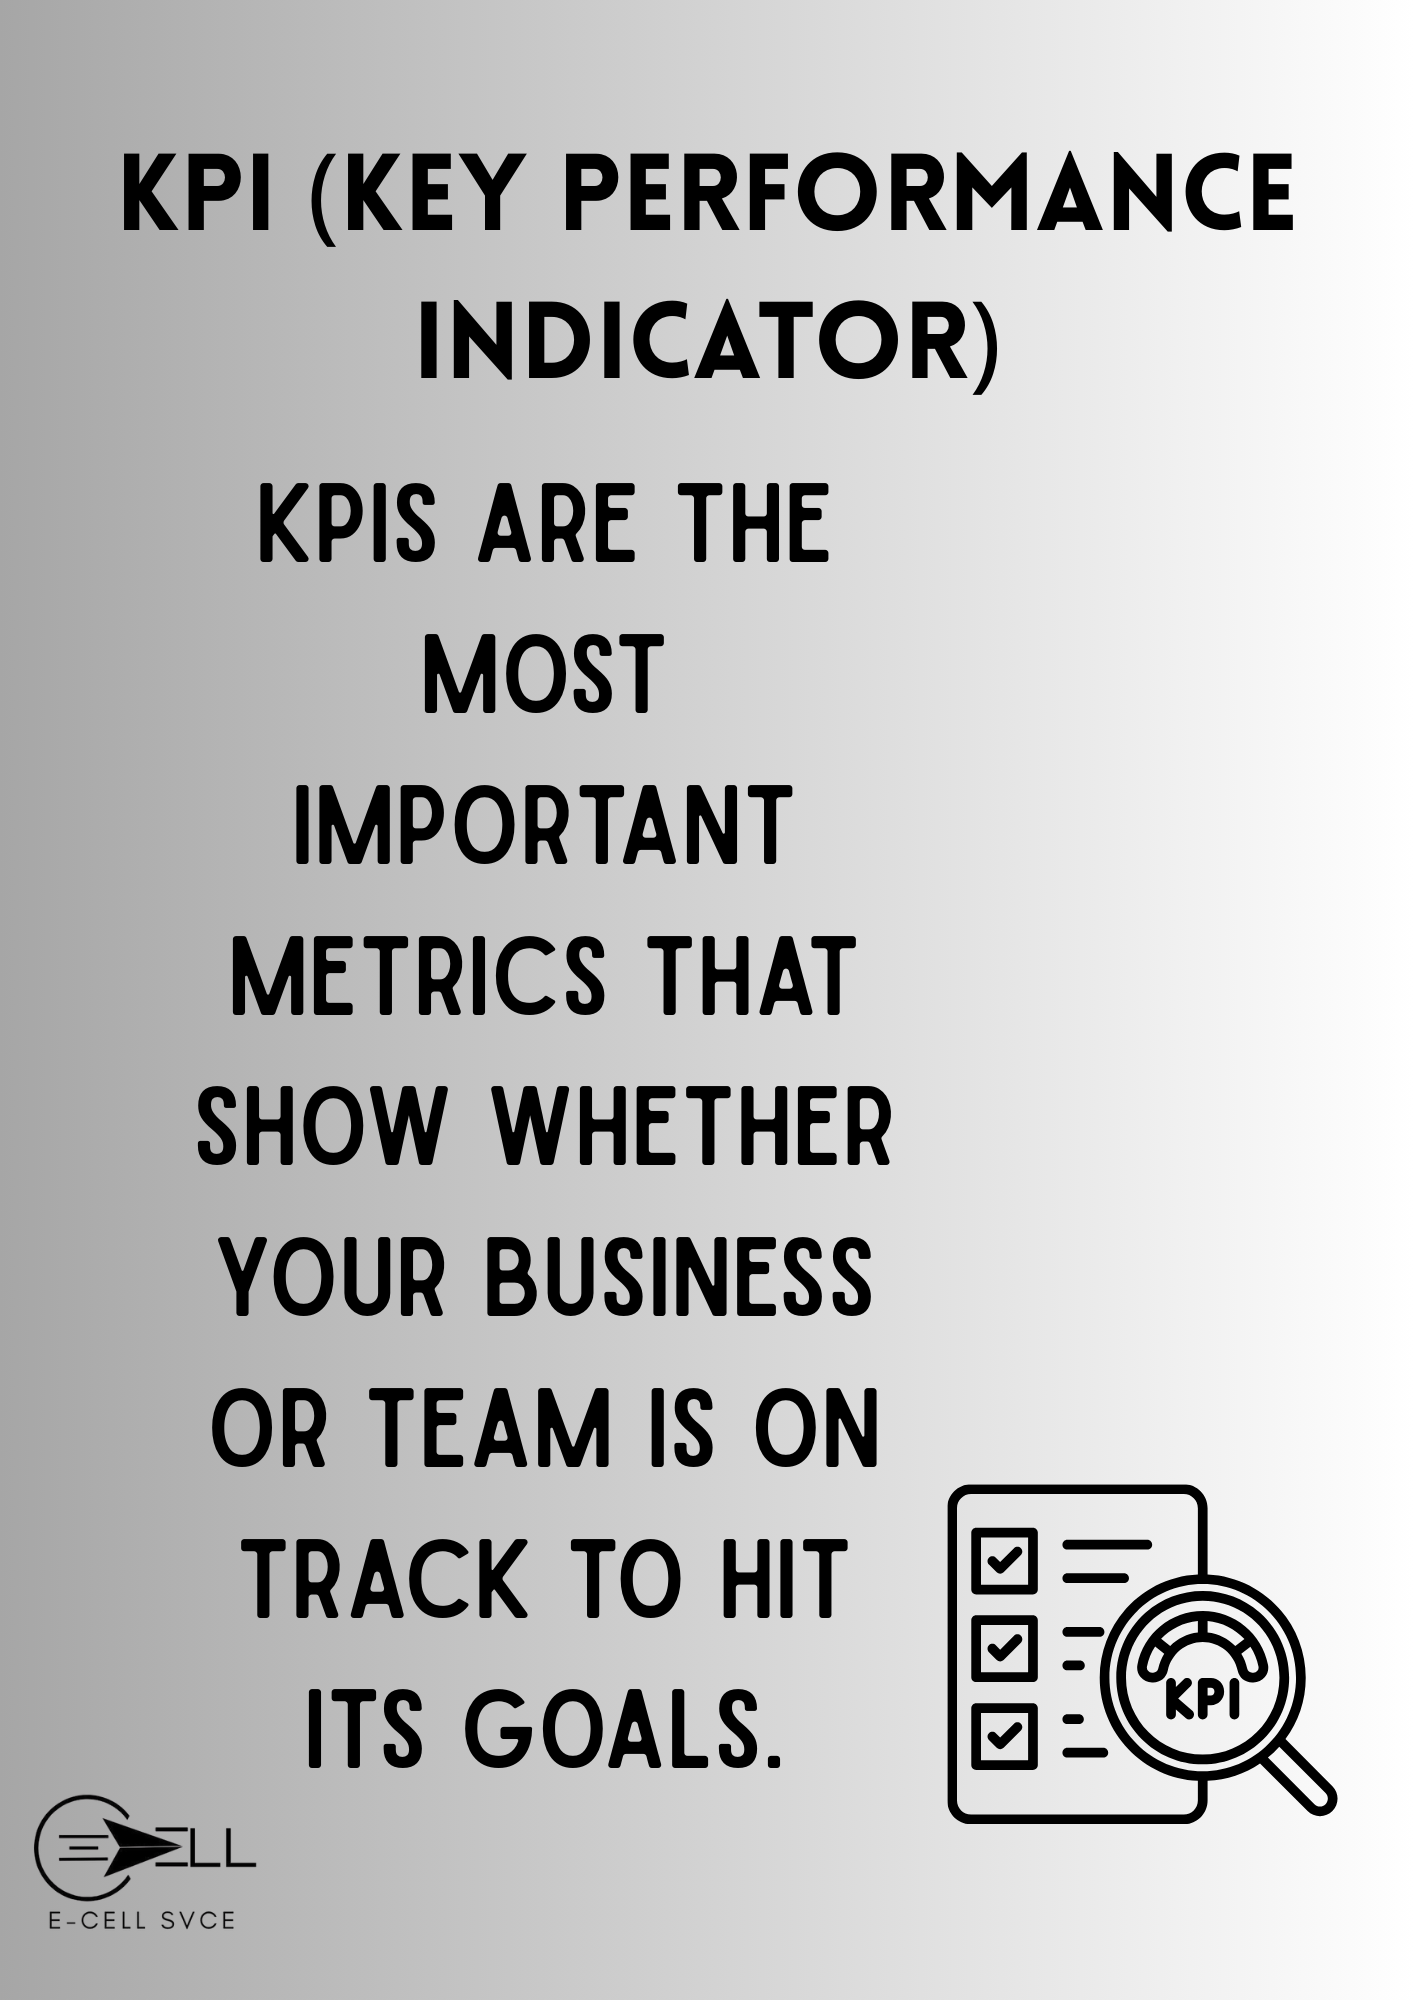 KPI (KEY PERFORMANCE
INDICATOR)
KPIS ARE THE
MOST
IMPORTANT
METRICS THAT
SHOW WHETHER
YOUR BUSINESS
OR TEAM IS ON
TRACK TO HIT
ITS GOALS.
KPI
E-CELL
E-CELL SVCE